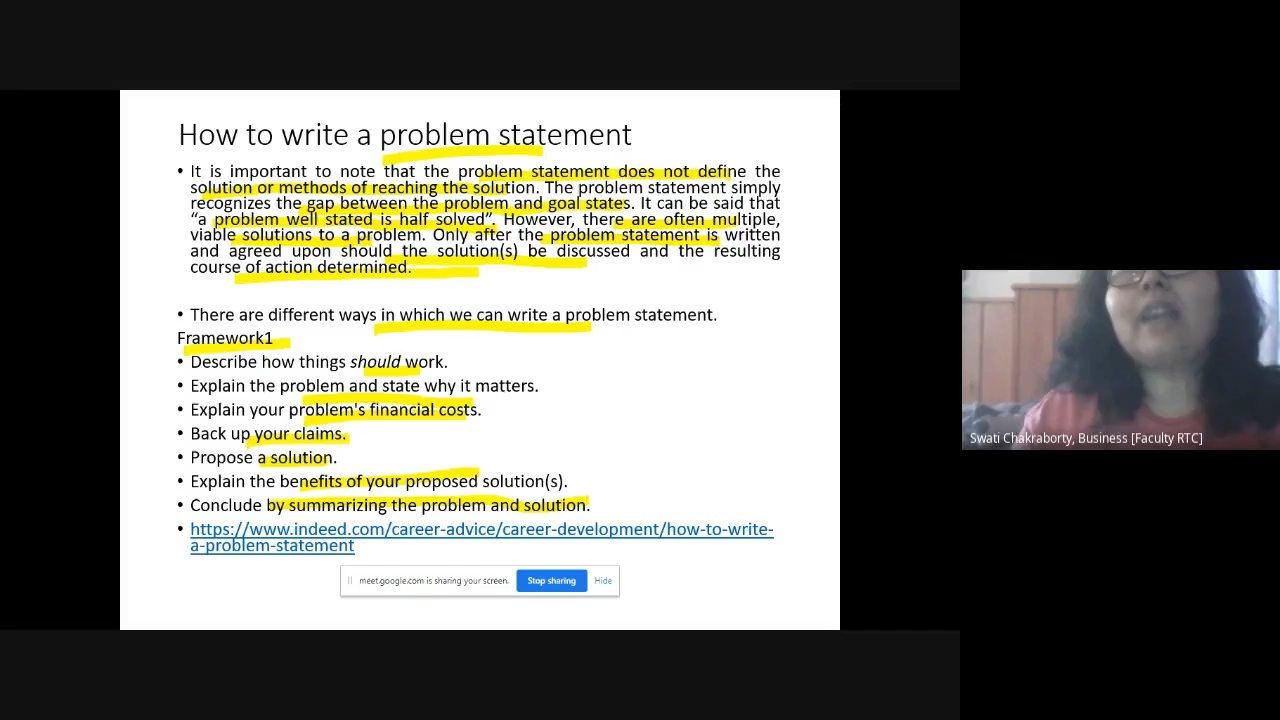 How to write a problem statement
• It is important to note that the problem statement does not define the
solution or methods of reaching the solution. The problem statement simply
recognizes the gap between the problem and goal states. It can be said that
“a problem well stated is half solved”. However, there are often multiple,
viable solutions to a problem. Only after the problem statement is written
and agreed upon should the solution(s) be discussed and the resulting
course of action determined.
• There are different ways in which we can write a problem statement.
Framework1
• Describe how things should work.
• Explain the problem and state why it matters.
• Explain your problem's financial costs.
• Back up your claims.
• Propose a solution.
• Explain the benefits of your proposed solution(s).
• Conclude by summarizing the problem and solution.
• https://www.indeed.com/career-advice/career-development/how-to-write-
a-problem-statement
meet.google.com is sharing your screen. Stop sharing Hide
Swati Chakraborty, Business [Faculty RTC]